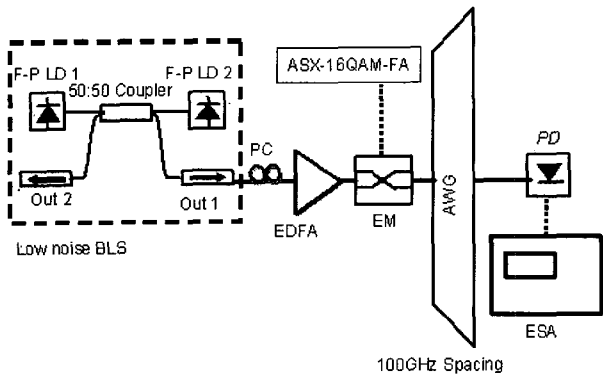 F-P LD 1
F-P LD 2
50:50 Coupler
Out 2
Out 1
Low noise BLS
PC
EDFA
ASX-16QAM-FA
EM
AWG
100GHz Spacing
PD
ESA